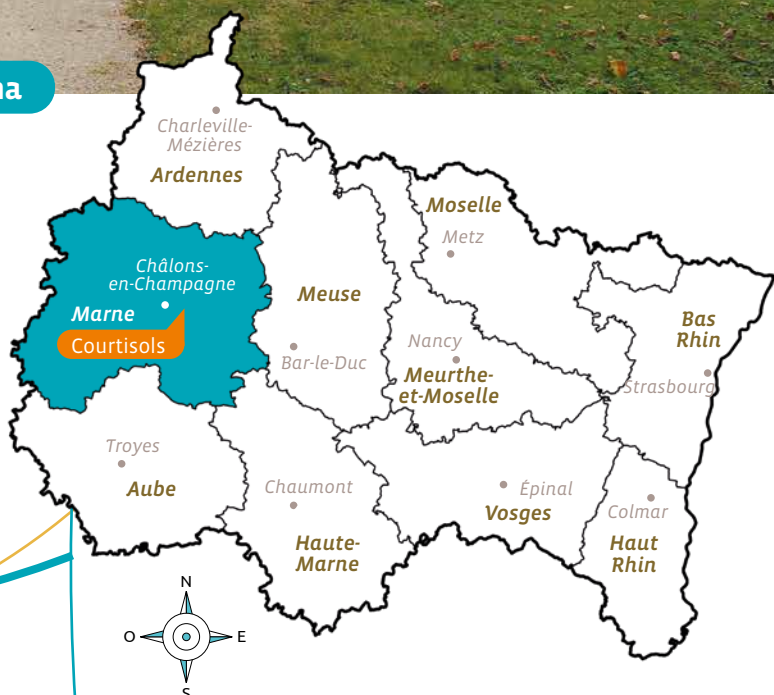 na
Charleville-
Mézières
Ardennes
Moselle
Metz
Châlons-
en-Champagne
Marne
Courtisols
Meuse
Bar-le-Duc
Nancy
Meurthe-
et-Moselle
Bas
Rhin
Strasbourg
Troyes
Aube
Chaumont
Haute-
Marne
Épinal
Vosges
Colmar
Haut
Rhin
N
O
E
S